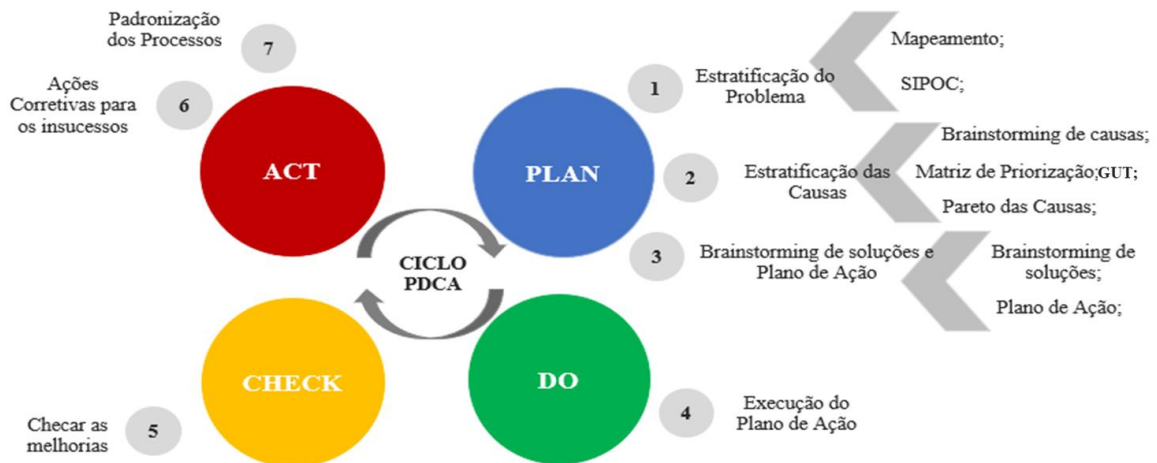 Padronização
dos Processos
7
Ações
Corretivas para
os insucessos
6
ACT
PLAN
1
Estratificação do
Problema
Mapeamento;
SIPOC;
2
Estratificação das
Causas
Brainstorming de causas;
Matriz de Priorização;GUT;
Pareto das Causas;
3
Brainstorming de soluções e
Plano de Ação
Brainstorming de
soluções;
Plano de Ação;
CICLO
PDCA
CHECK
DO
4
Execução do
Plano de Ação
Checar as
melhorias
5